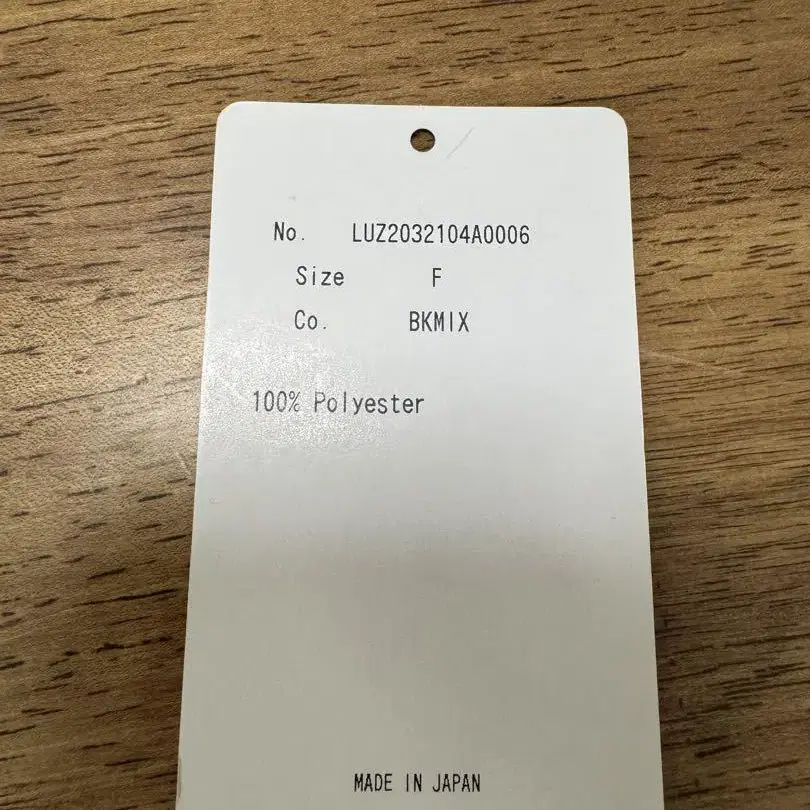 No. LUZ2032104A0006
Size F
Co. BKMIX
100% Polyester
MADE IN JAPAN